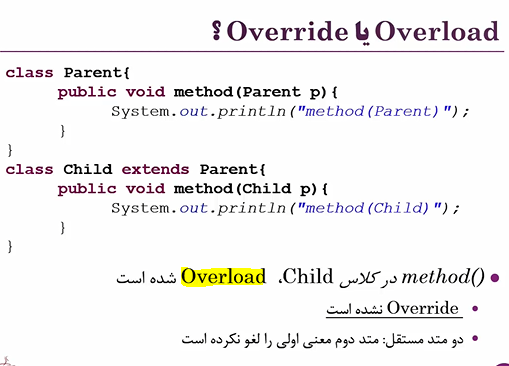 Overload یا Override ؟
class Parent{
public void method(Parent p){
System.out.println("method(Parent)");
}
}
class Child extends Parent{
public void method(Child p){
System.out.println("method(Child)");
}
}
method() در کلاس Child، Overload شده است
Override نشده است
دو متد مستقل: متد دوم معنی اولی را لغو نکرده است